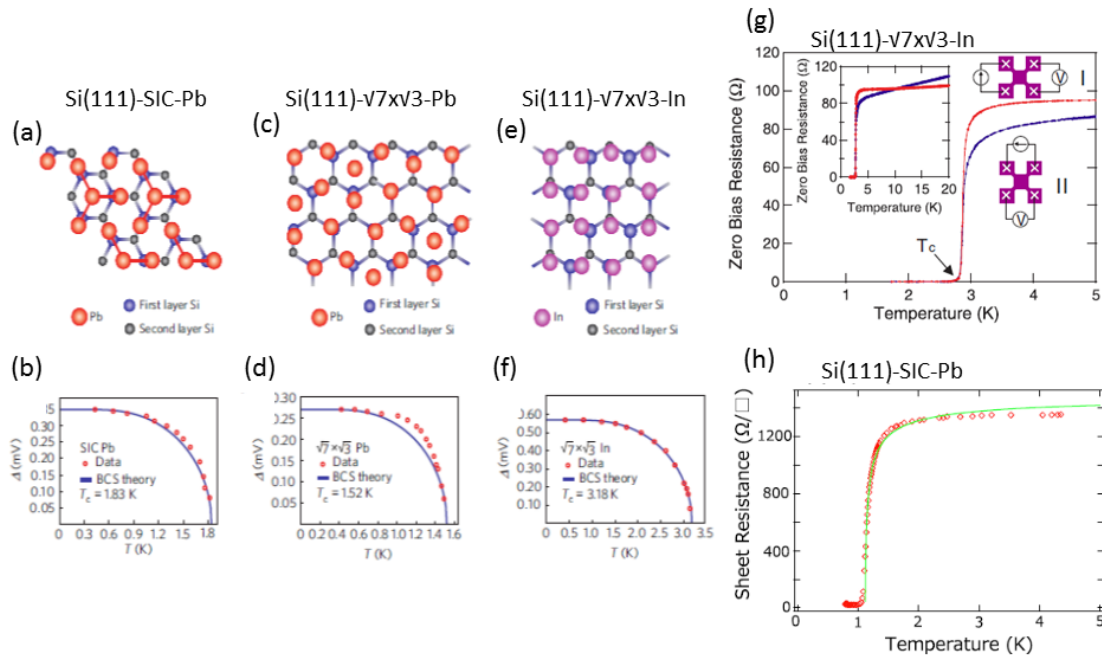 Si(111)-SIC-Pb
(a)
Pb
First layer Si
Second layer Si
(b)
Δ (mV)
0.30
0.25
0.20
0.15
0.10
0.05
SIC Pb
Data
BCS theory
Tc = 1.83 K
0 0.3 0.6 0.9 1.2 1.5 1.8
T (K)
Si(111)-√7x√3-Pb
(c)
Pb
First layer Si
Second layer Si
(d)
Δ (mV)
3.30
0.25
0.20
0.15
0.10
0.05
√7×√3 Pb
Data
BCS theory
Tc = 1.52 K
0 0.2 0.4 0.6 0.8 1.0 1.2 1.4 1.6
T (K)
Si(111)-√7x√3-In
(e)
In
First layer Si
Second layer Si
(f)
Δ (mV)
0.60
0.50
0.40
0.30
0.20
0.10
√7×√3 In
Data
BCS theory
Tc = 3.18 K
0 0.5 1.0 1.5 2.0 2.5 3.0 3.5
T (K)
(g)
Si(111)-√7x√3-In
Zero Bias Resistance (Ω)
120
100
80
60
40
20
0
0 1 2 3 4 5
Temperature (K)
Zero Bias Resistance (Ω)
120
80
40
0
5 10 15 20
Temperature (K)
V
I
V
II
Tc
(h)
Si(111)-SIC-Pb
Sheet Resistance (Ω/□)
1200
800
400
0
0 1 2 3 4 5
Temperature (K)